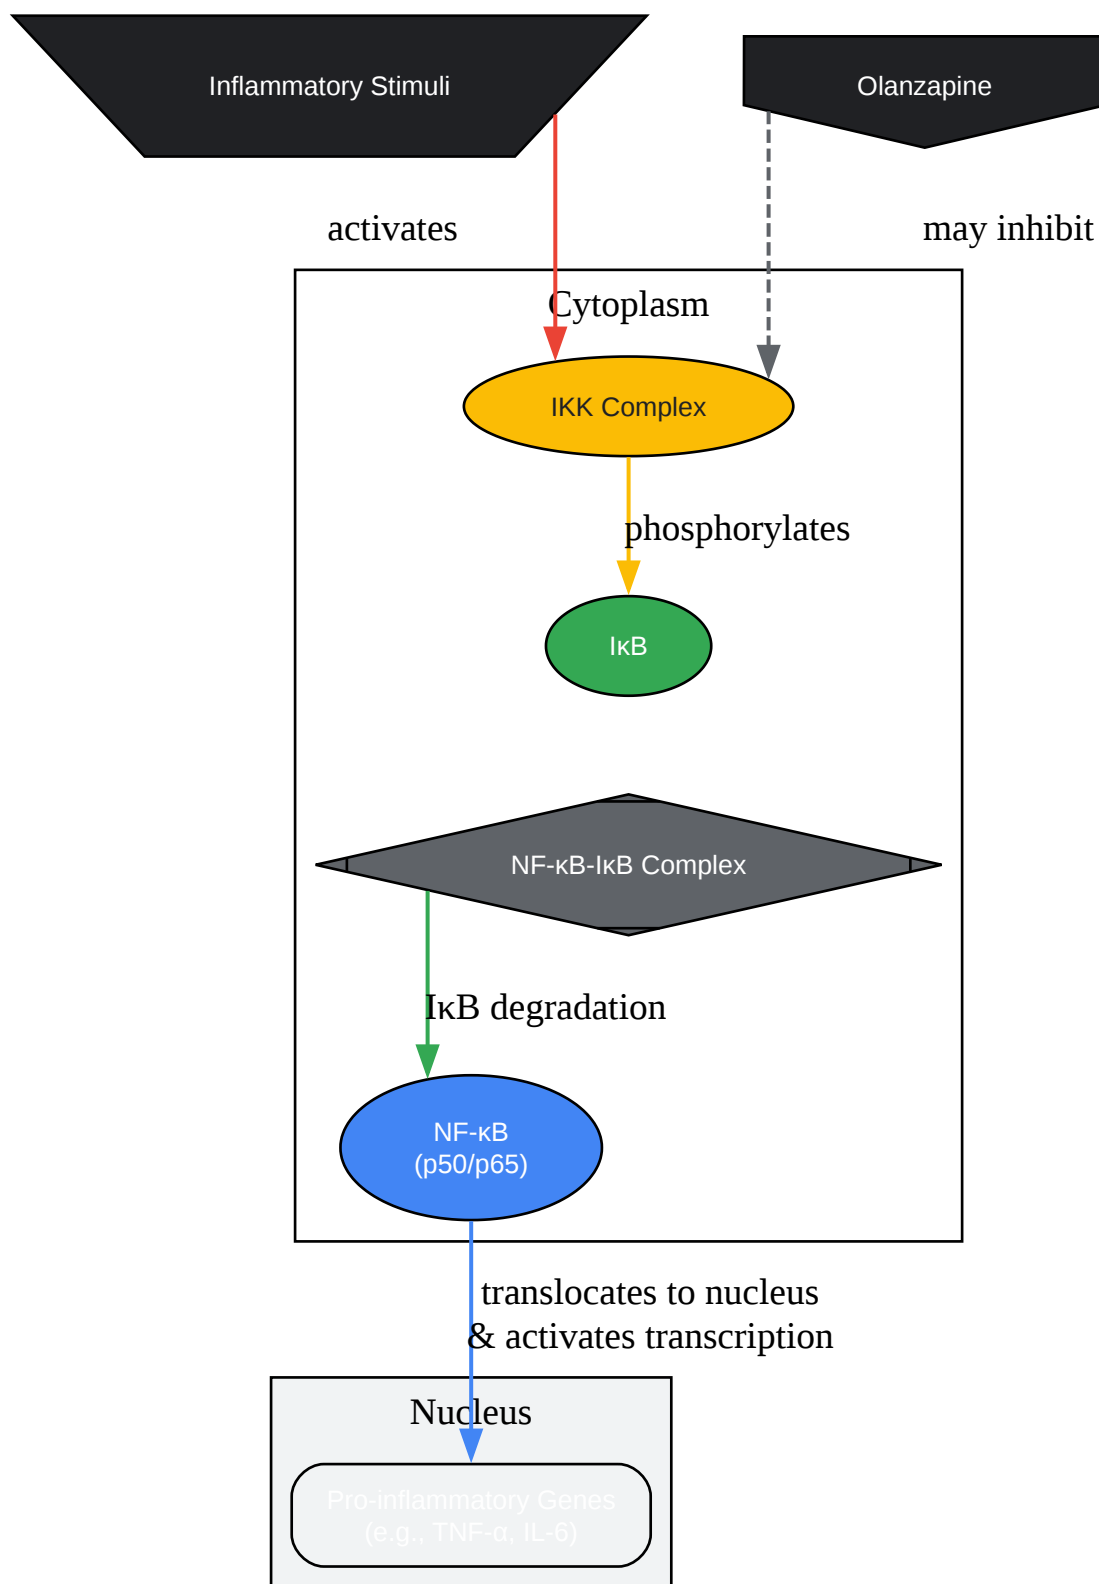 Inflammatory Stimuli
Olanzapine
activates
may inhibit
Cytoplasm
IKK Complex
phosphorylates
IκB
NF-κB-IκB Complex
IκB degradation
NF-κB
(p50/p65)
translocates to nucleus
& activates transcription
Nucleus
Pro-inflammatory Genes
(e.g., TNF-α, IL-6)